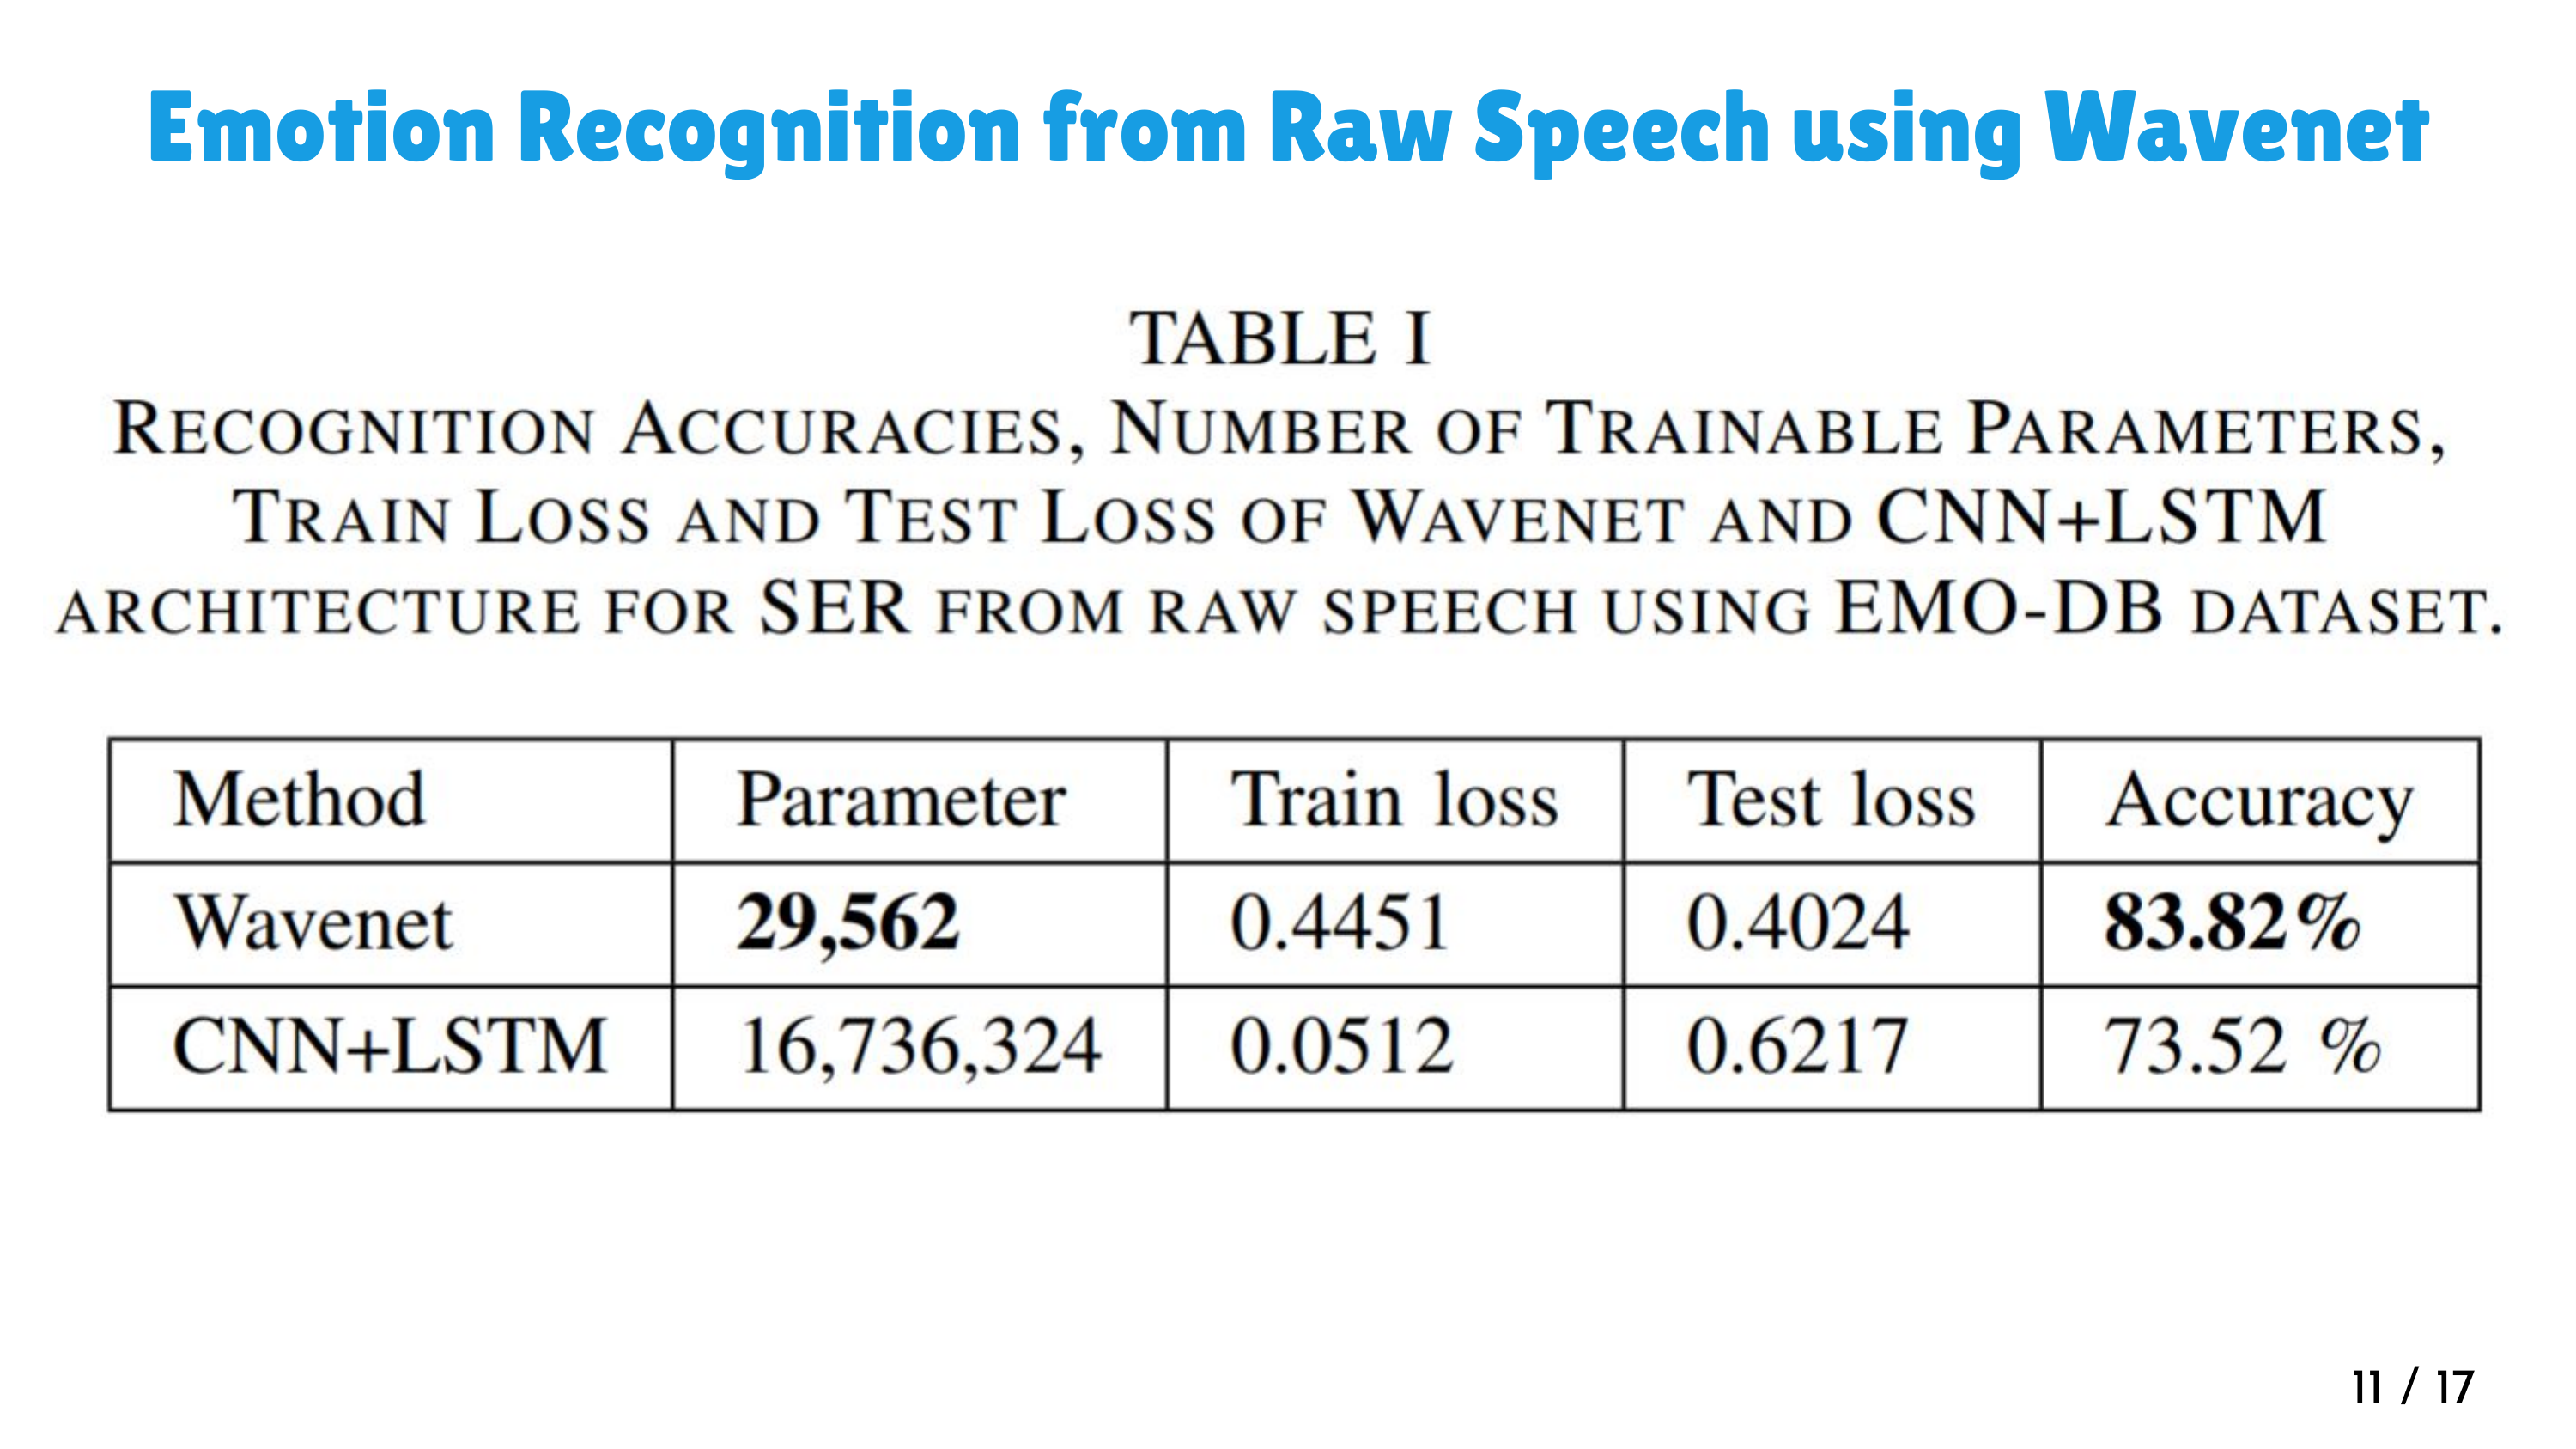 Emotion Recognition from Raw Speech using Wavenet
TABLE I
RECOGNITION ACCURACIES, NUMBER OF TRAINABLE PARAMETERS,
TRAIN LOSS AND TEST LOSS OF WAVENET AND CNN+LSTM
ARCHITECTURE FOR SER FROM RAW SPEECH USING EMO-DB DATASET.
Method Parameter Train loss Test loss Accuracy
Wavenet 29,562 0.4451 0.4024 83.82%
CNN+LSTM 16,736,324 0.0512 0.6217 73.52 %
11 / 17